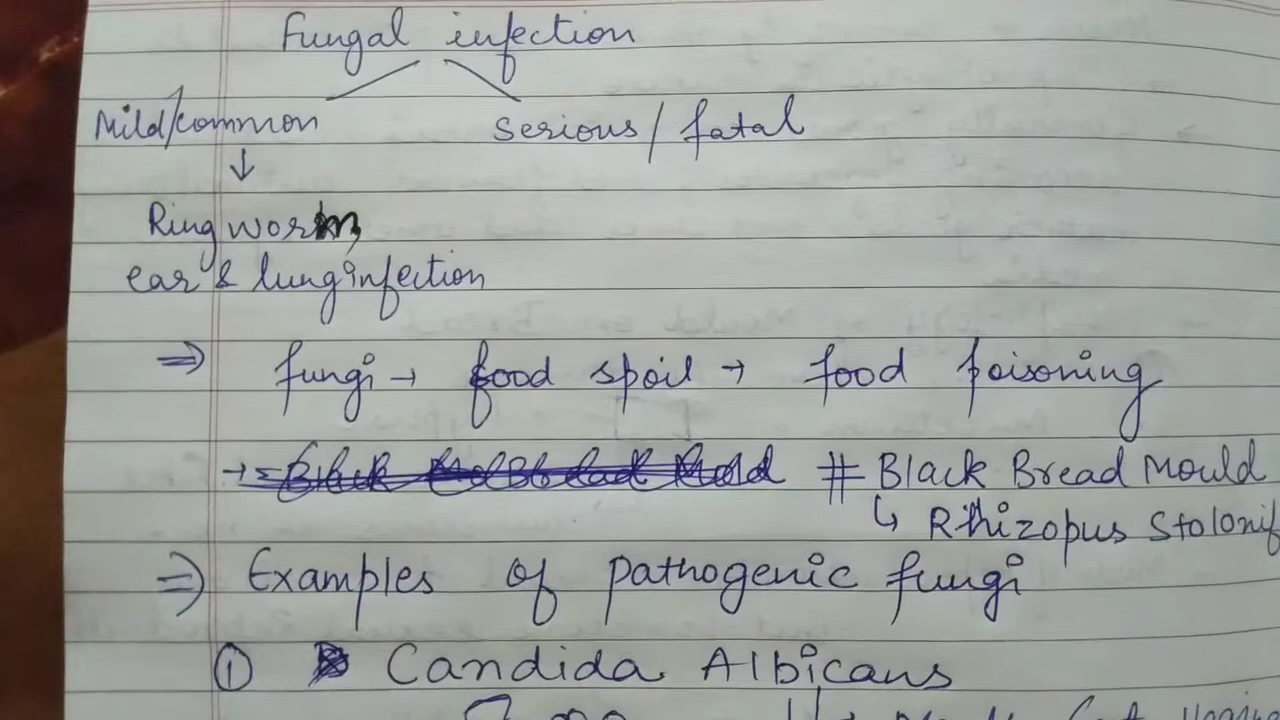 Fungal infection
Mild/common Serious / fatal
↓
Ringworm,
ear & lung infection
⇒ fungi → food spoil → food poisoning
# Black Bread Mould
↳ Rhizopus Stolonif
⇒ Examples of pathogenic fungi
① Candida Albicans